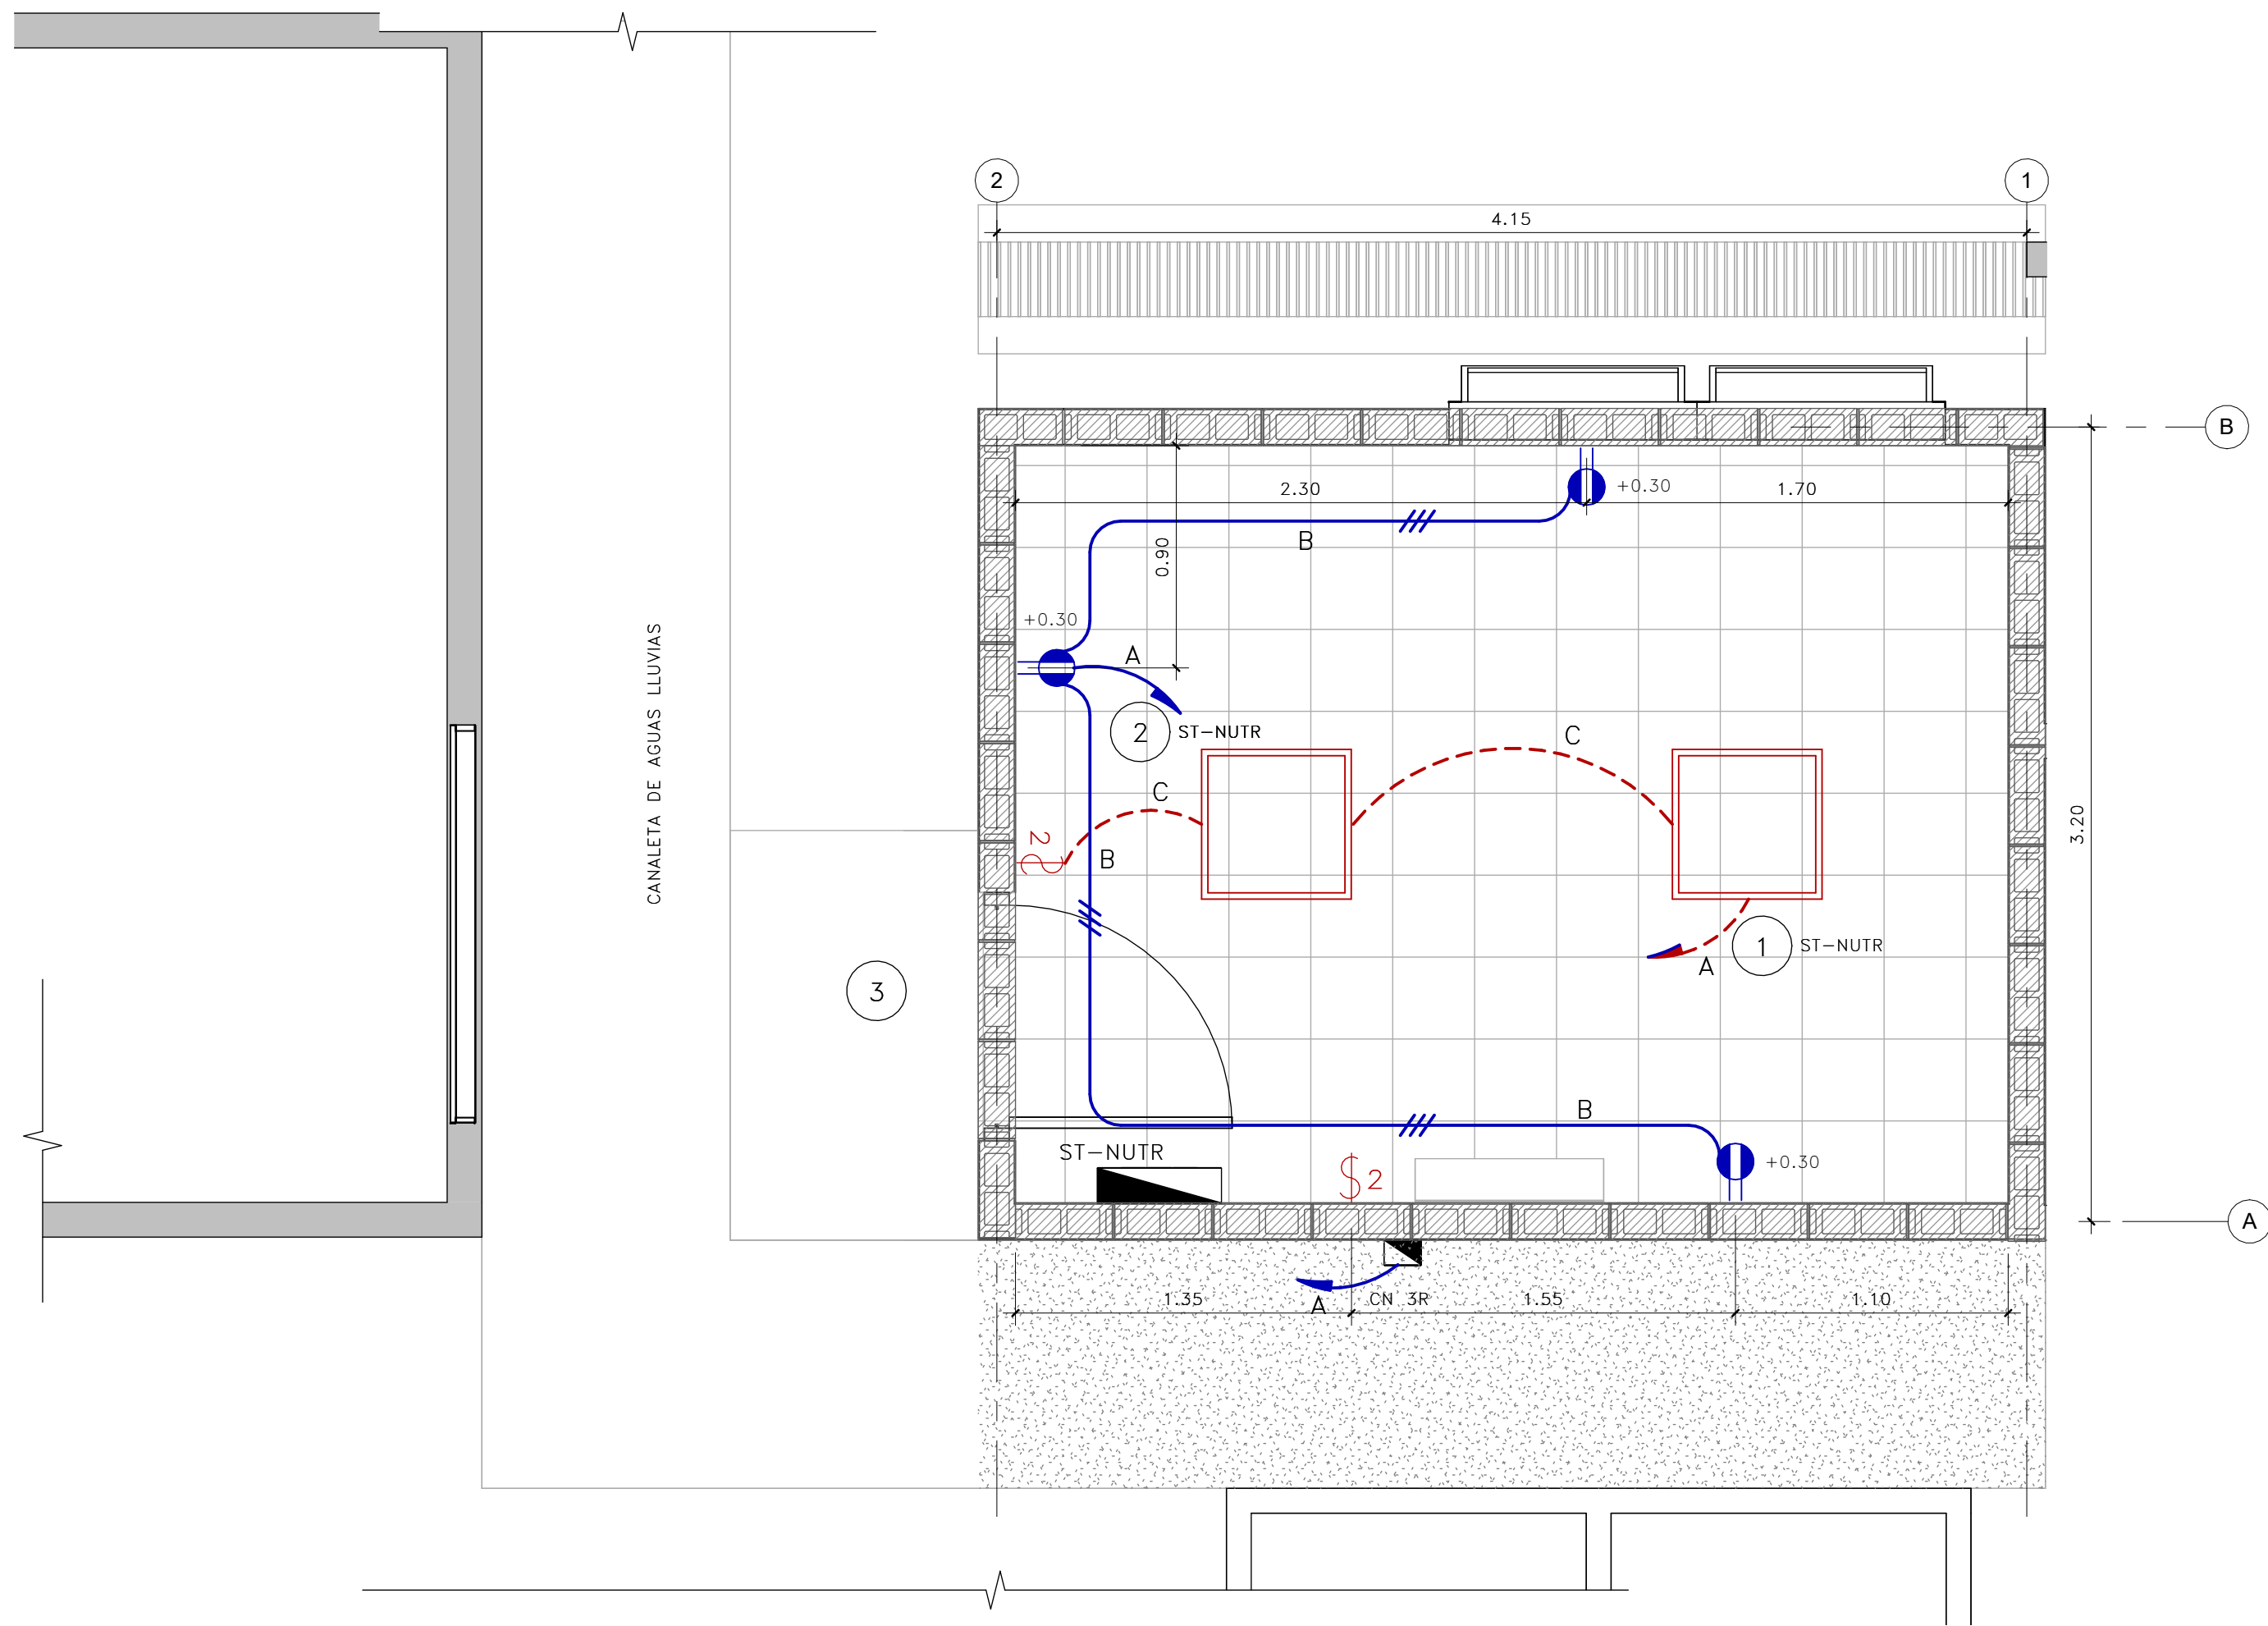 2
1
4.15
B
2.30
+0.30
1.70
B
0.90
+0.30
A
2
ST-NUTR
C
C
CANALETA DE AGUAS LLUVIAS
2
B
3.20
1
ST-NUTR
A
3
B
ST-NUTR
$2
+0.30
A
1.35
A
CN 3R
1.55
1.10